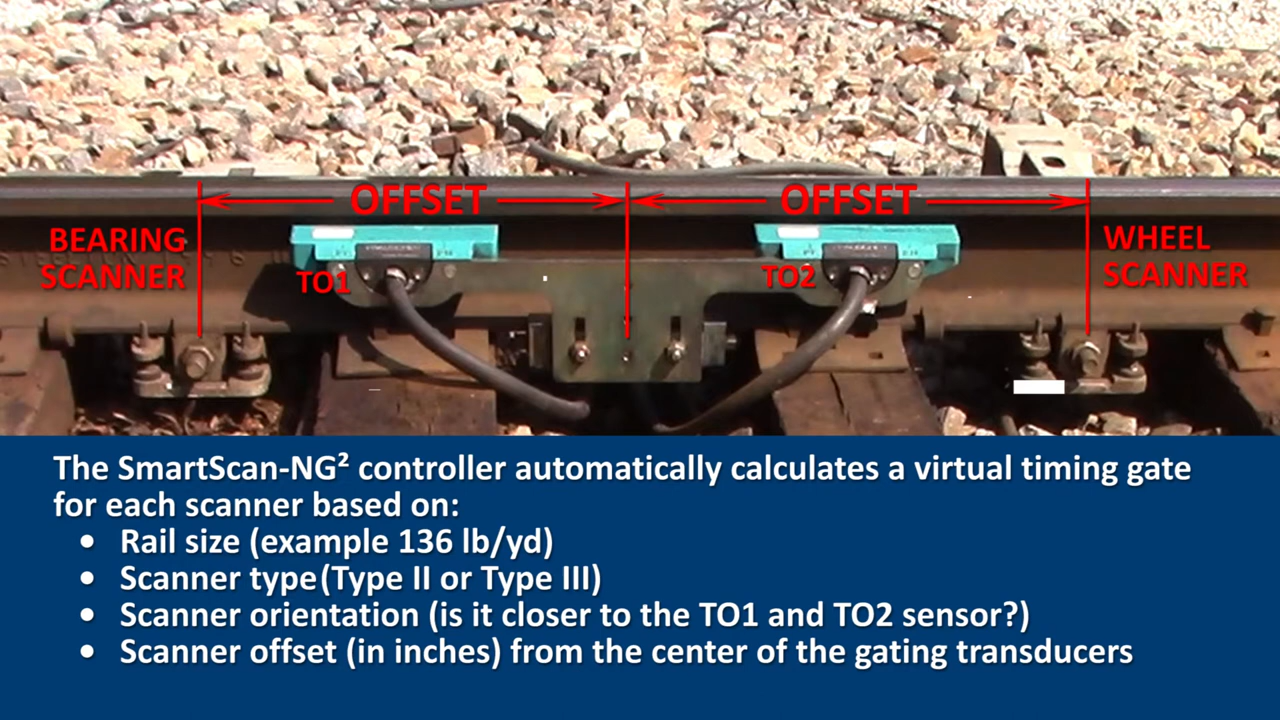 OFFSET
OFFSET
BEARING
SCANNER
TO1
TO2
WHEEL
SCANNER
The SmartScan-NG² controller automatically calculates a virtual timing gate
for each scanner based on:
• Rail size (example 136 lb/yd)
• Scanner type(Type II or Type III)
• Scanner orientation (is it closer to the TO1 and TO2 sensor?)
• Scanner offset (in inches) from the center of the gating transducers